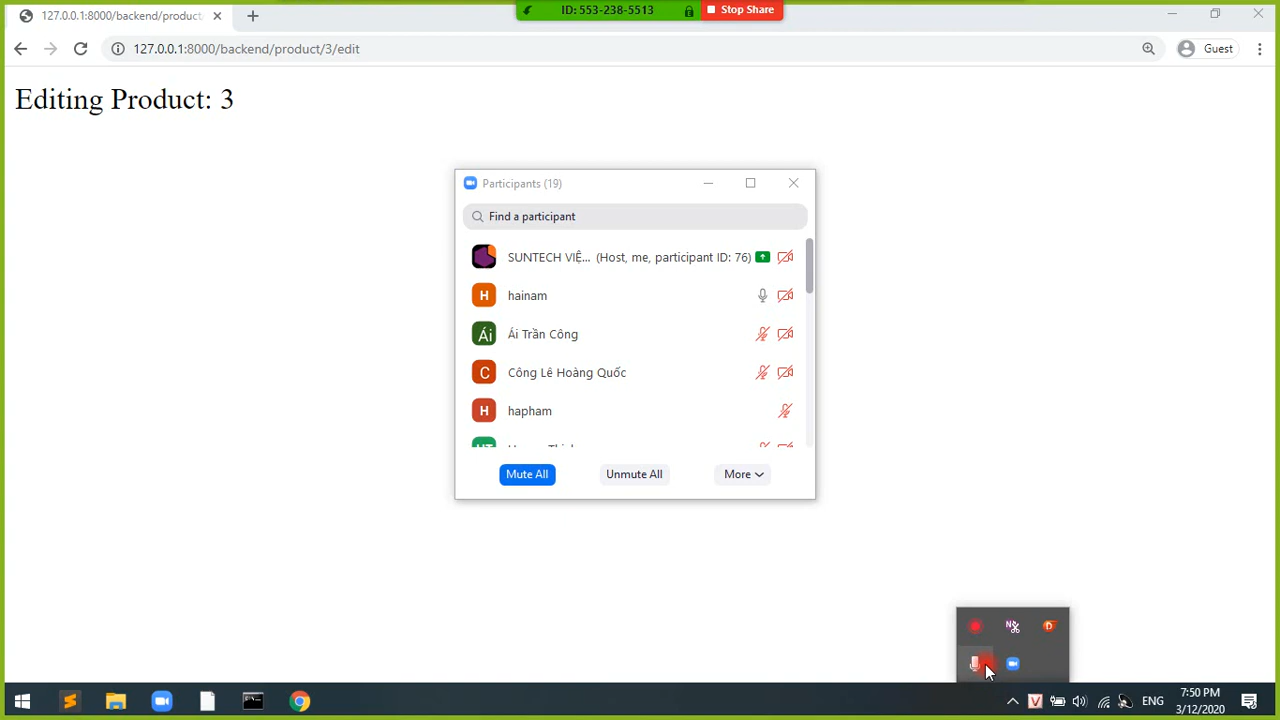 127.0.0.1:8000/backend/product
ID: 553-238-5513
Stop Share
127.0.0.1:8000/backend/product/3/edit
Guest
Editing Product: 3
Participants (19)
Find a participant
SUNTECH VIỆ... (Host, me, participant ID: 76)
H hainam
Ái Ái Trần Công
C Công Lê Hoàng Quốc
H hapham
Mute All
Unmute All
More
V
ENG
7:50 PM
3/12/2020